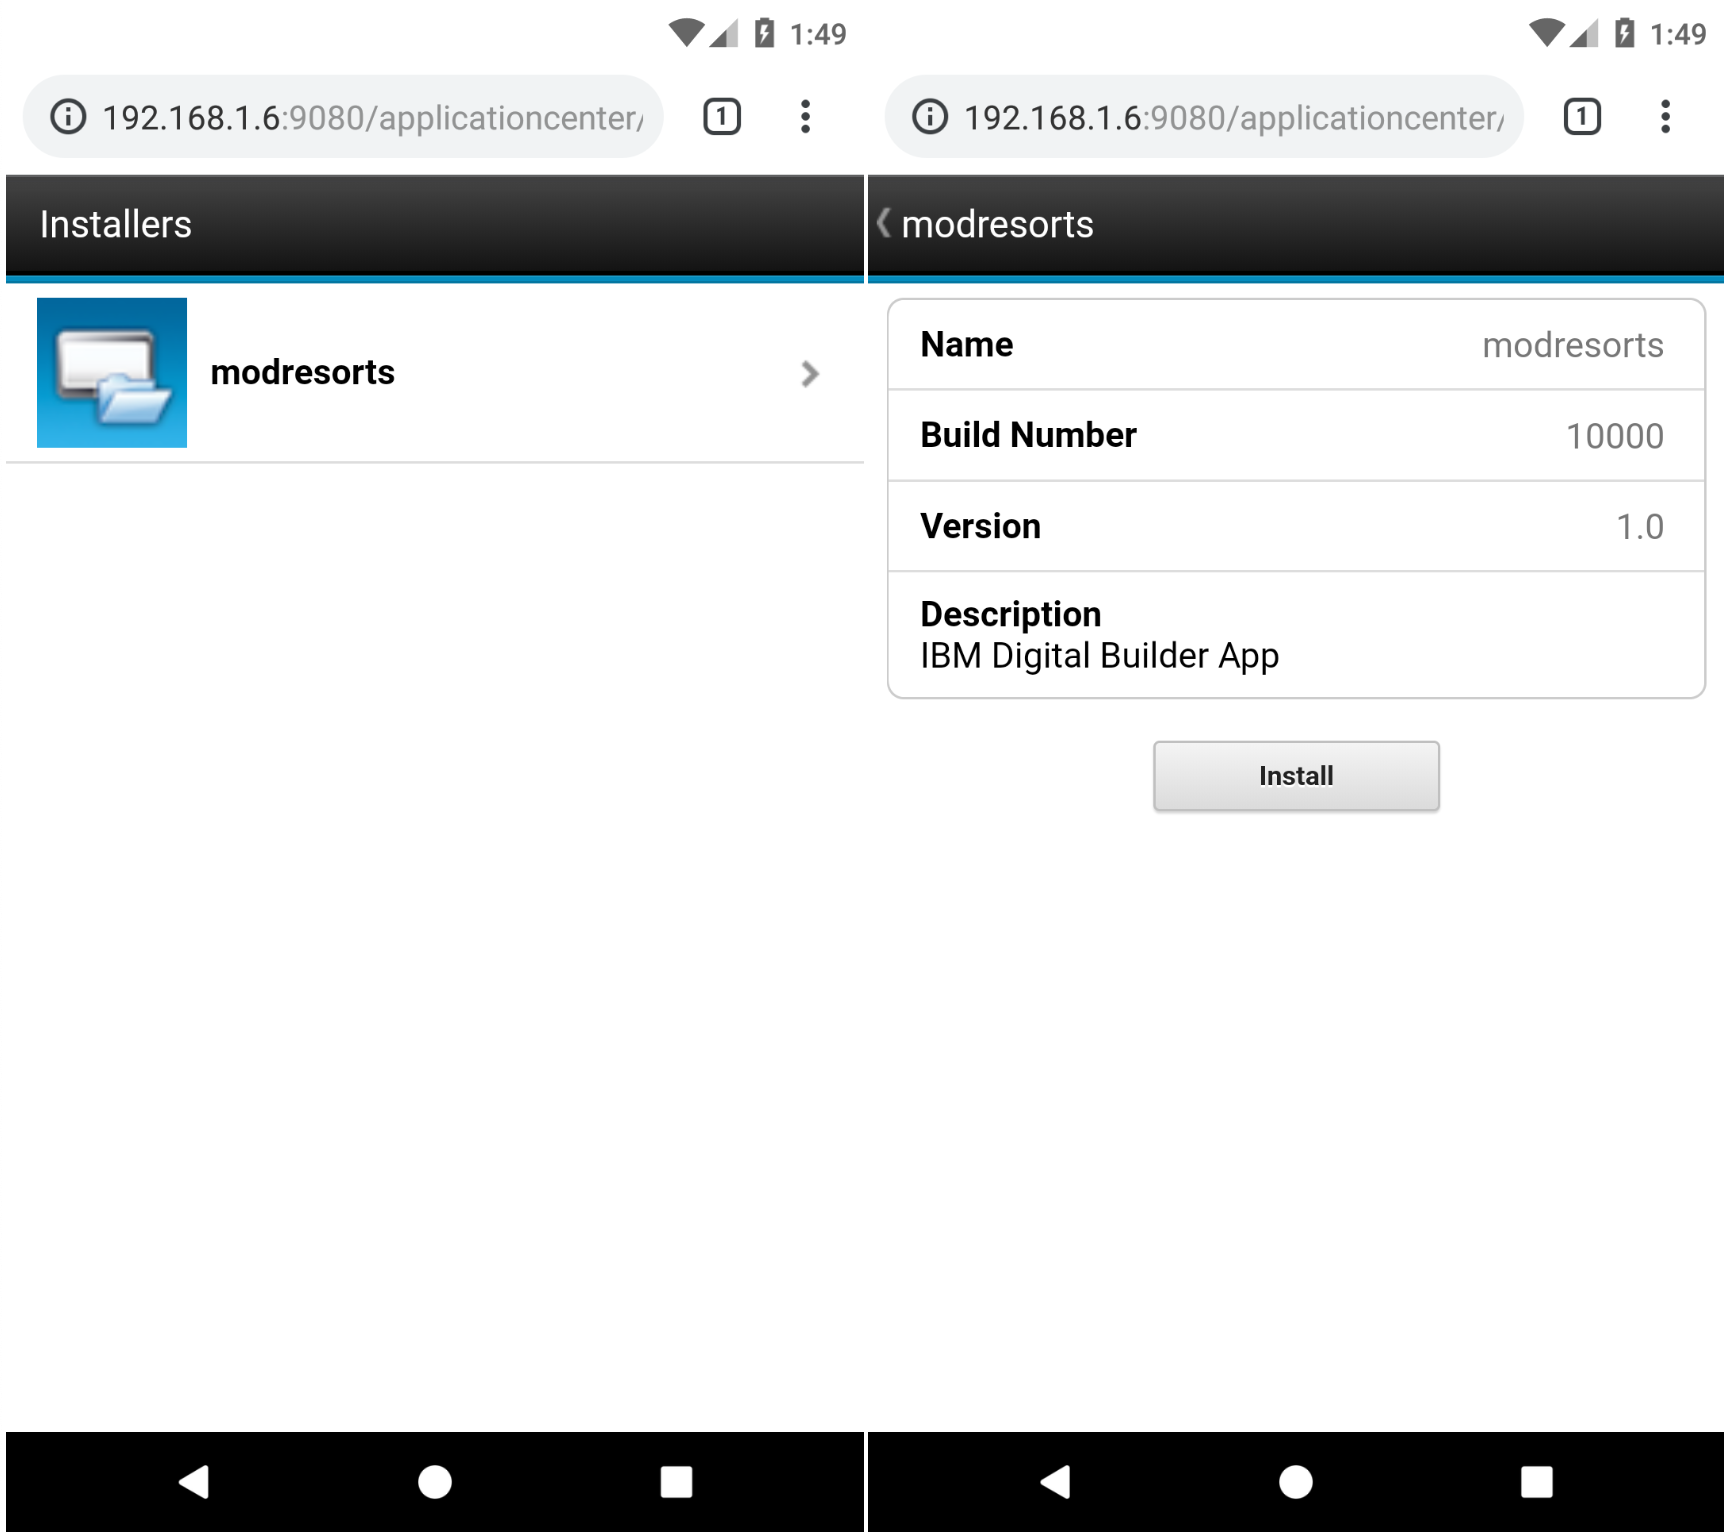 1:49
192.168.1.6:9080/applicationcenter/
1
Installers
modresorts
1:49
192.168.1.6:9080/applicationcenter/
1
modresorts
Name modresorts
Build Number 10000
Version 1.0
Description
IBM Digital Builder App
Install